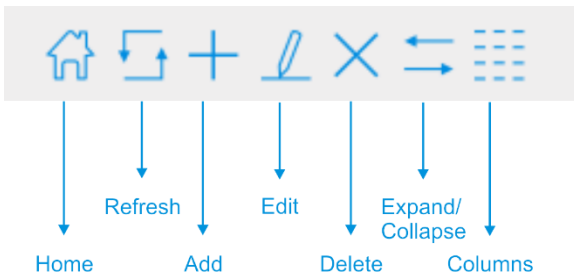 Refresh
Edit
Expand/
Collapse
Home
Add
Delete
Columns